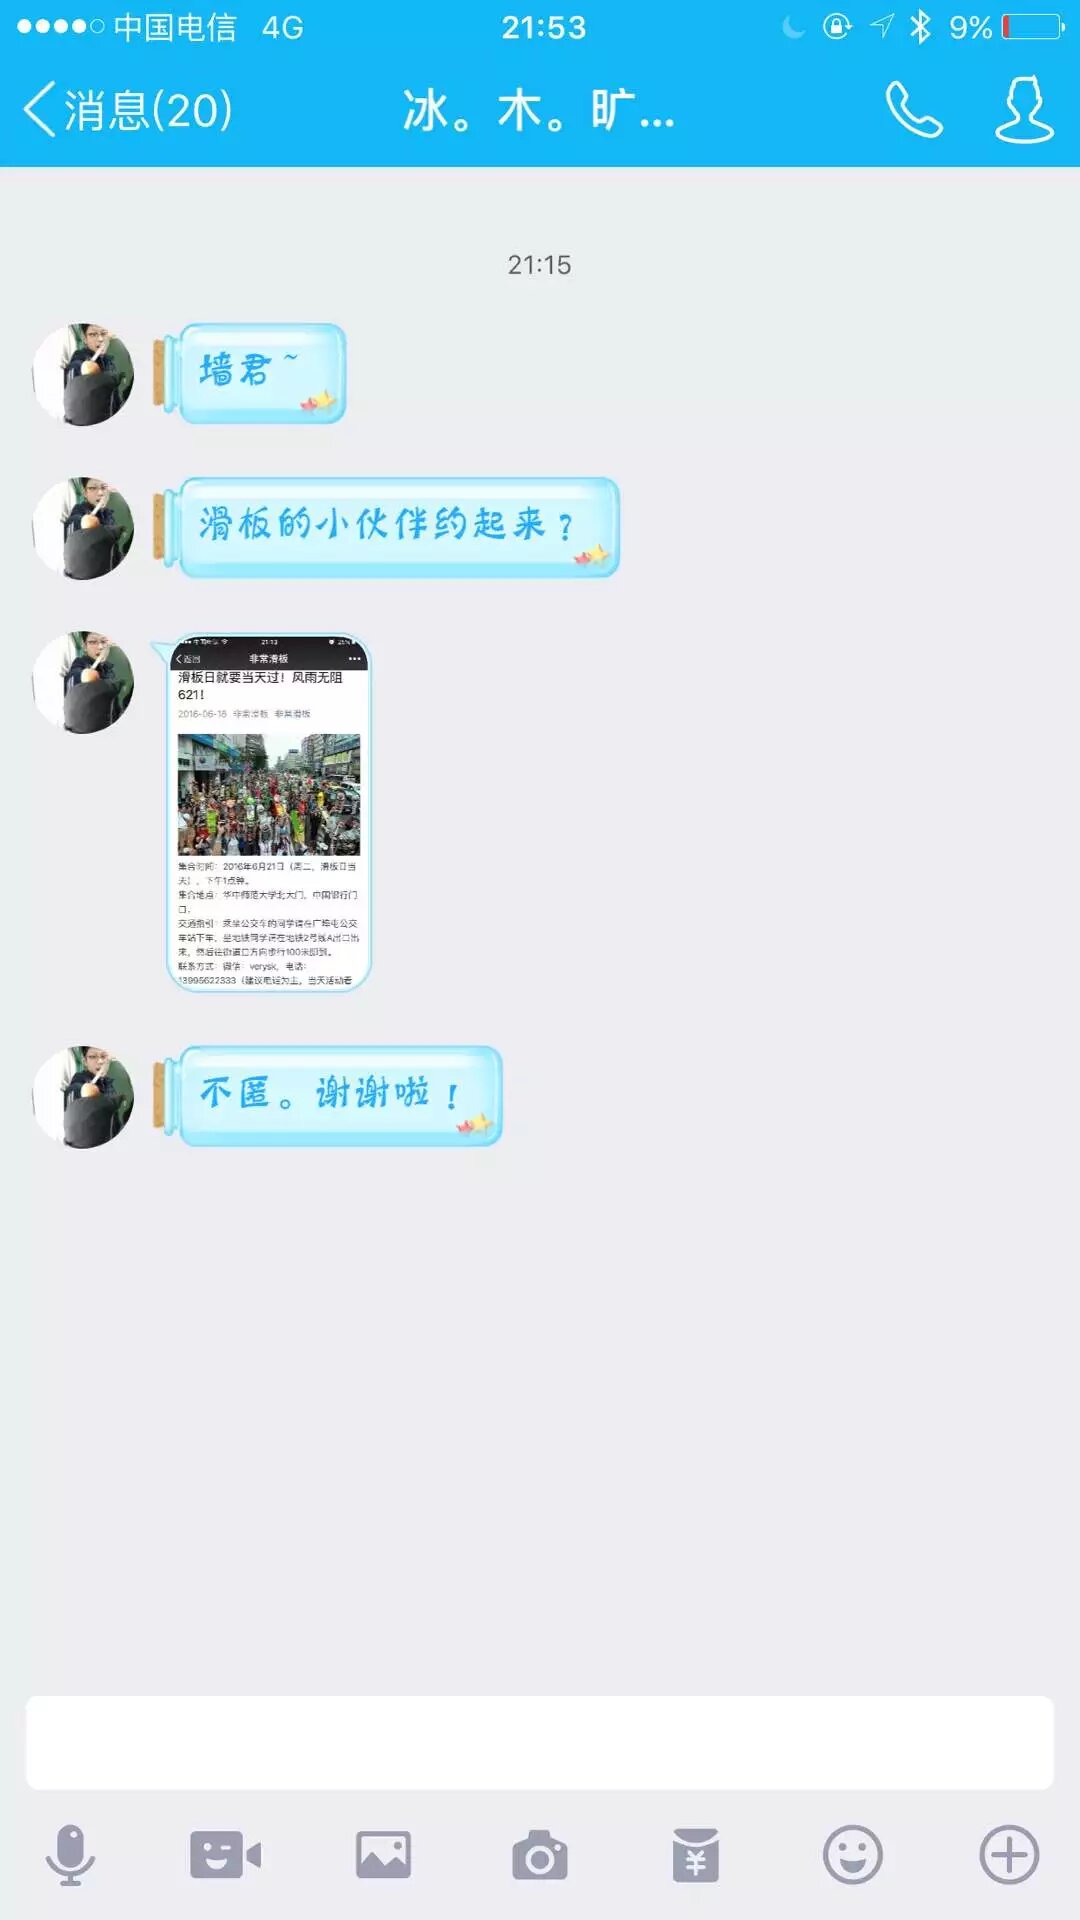 中国电信 4G 21:53 9%
消息(20) 冰。木。旷...
21:15
墙君~
滑板的小伙伴约起来？
21:13
返回 非常滑板
滑板日就要当天过！风雨无阻
621！
2016-06-18 非常滑板 非常滑板
集合时间：2016年6月21日（周二、滑板日当
天）、下午1点钟。
集合地点：华中师范大学北大门，中国银行门
口。
交通指引：乘坐公交车的同学请在广埠屯公交
车站下车，坐地铁同学请在地铁2号线A出口出
来，然后往街道口方向步行100米即到。
联系方式：微信：verysk，电话：
13995622333（建议电话为主，当天活动者
不匿。谢谢啦！